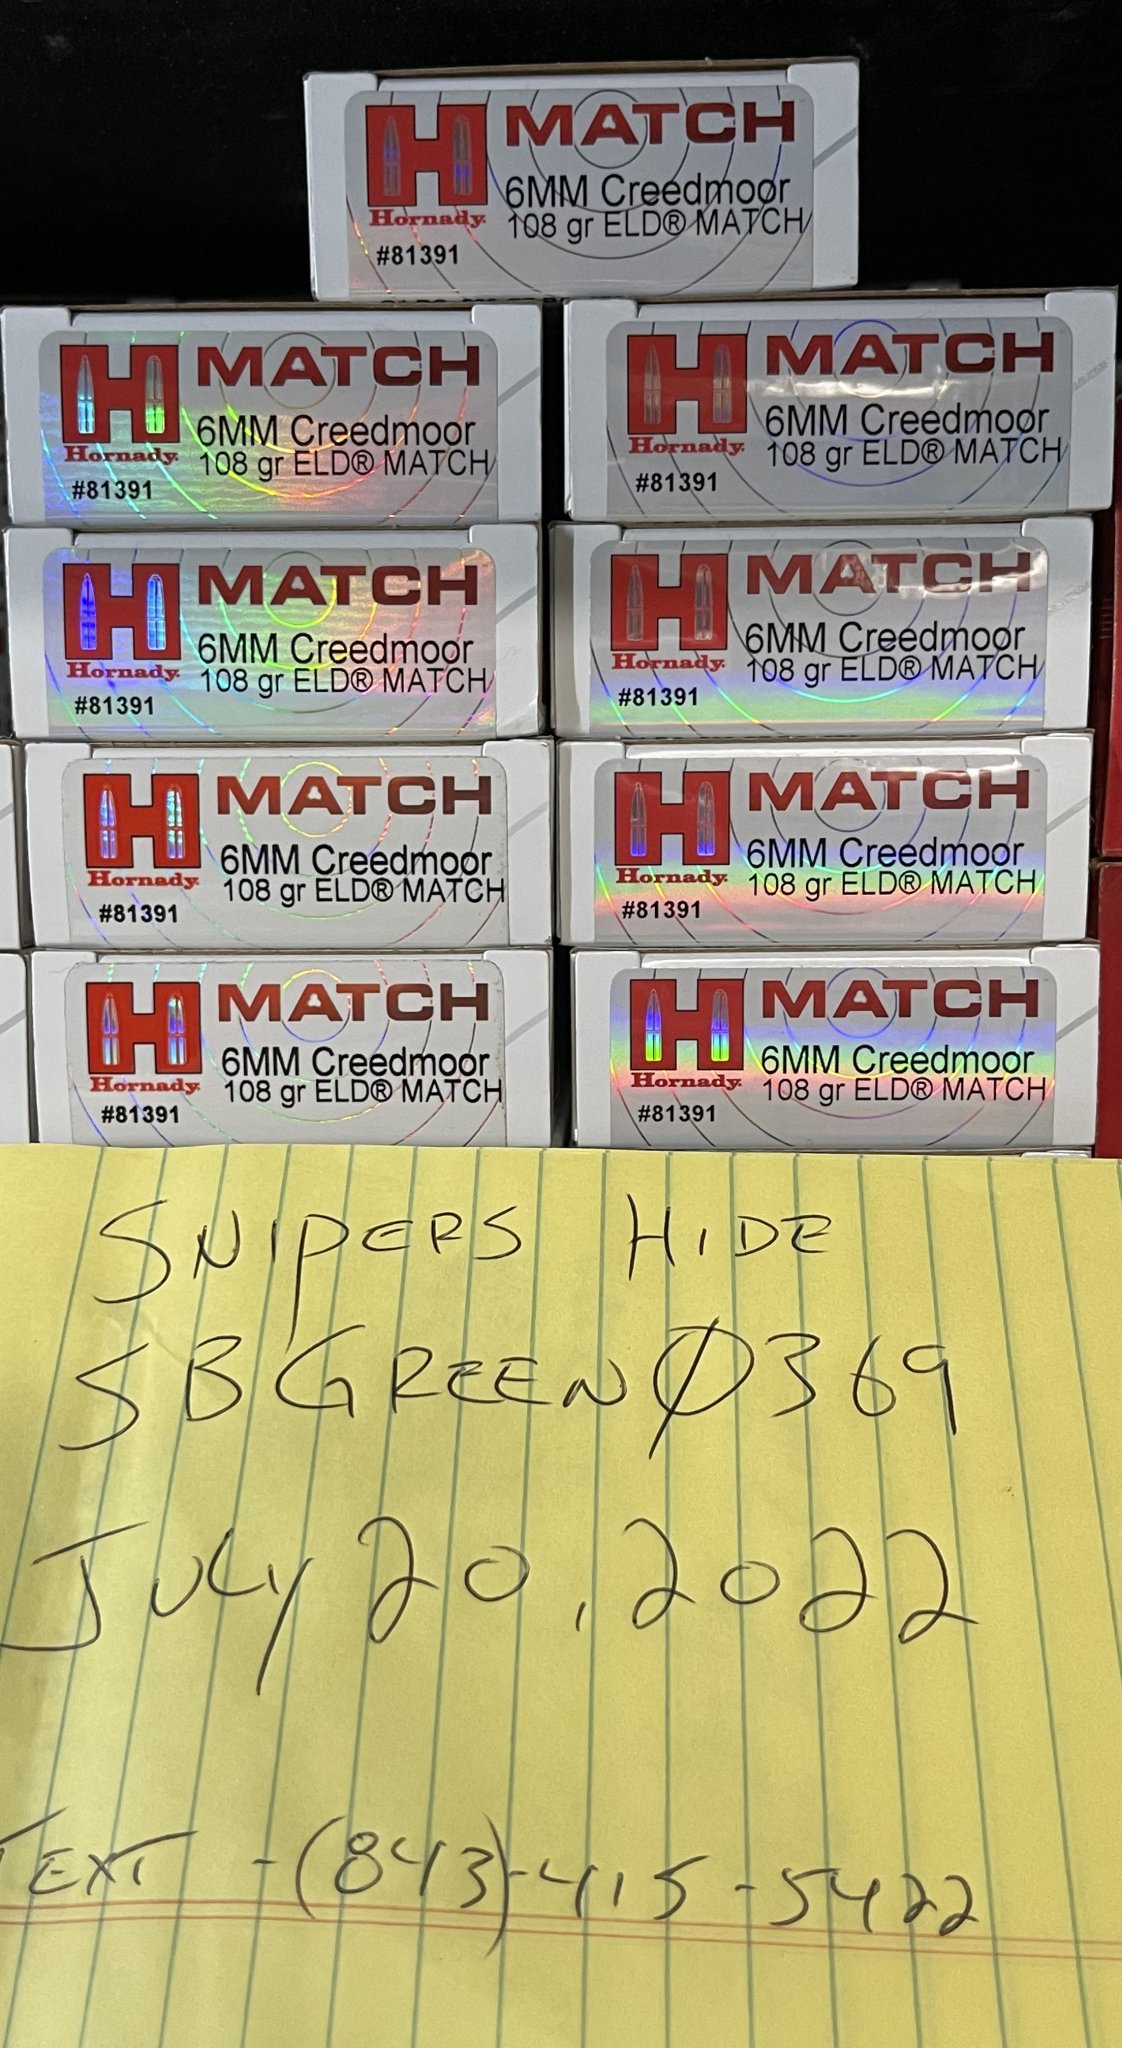 MATCH
6MM Creedmoor
108 gr ELD® MATCH
Hornady
#81391
MATCH
6MM Creedmoor
108 gr ELD® MATCH
Hornady
#81391
MATCH
6MM Creedmoor
108 gr ELD® MATCH
Hornady
#81391
MATCH
6MM Creedmoor
108 gr ELD® MATCH
Hornady
#81391
MATCH
6MM Creedmoor
108 gr ELD® MATCH
Hornady
#81391
MATCH
6MM Creedmoor
108 gr ELD® MATCH
Hornady
#81391
MATCH
6MM Creedmoor
108 gr ELD® MATCH
Hornady
#81391
MATCH
6MM Creedmoor
108 gr ELD® MATCH
Hornady
#81391
MATCH
6MM Creedmoor
108 gr ELD® MATCH
Hornady
#81391
SNIPERS HIDE
SBGREEN0369
July 20, 2022
TEXT - (843)-415-5422